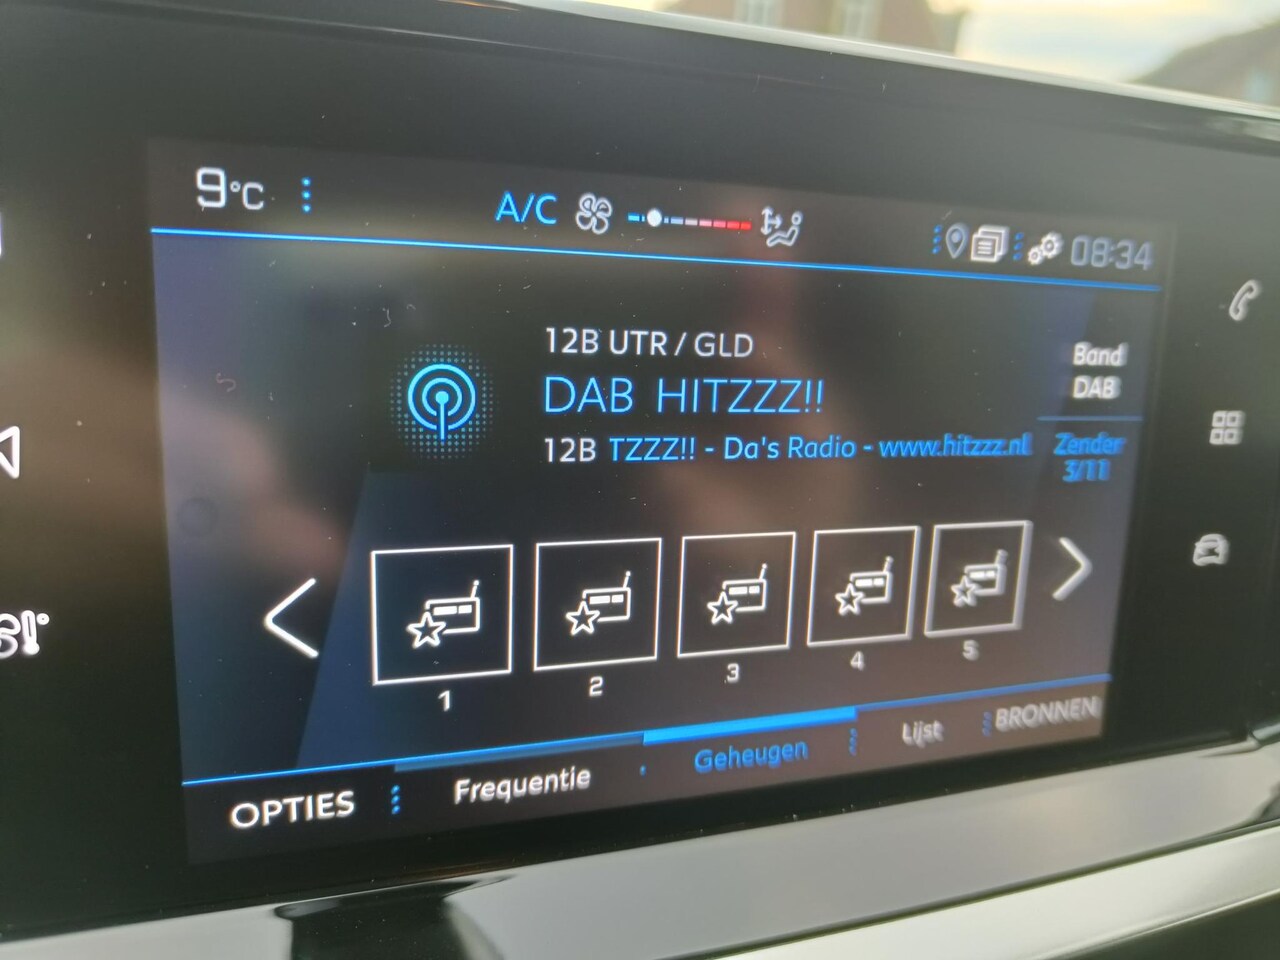 9°C A/C 08:34
12B UTR / GLD
DAB HITZZZ!!
12B TZZZ!! - Da's Radio - www.hitzzz.nl
Band
DAB
Zender
3/11
1 2 3 4 5
OPTIES Frequentie Geheugen Lijst BRONNEN